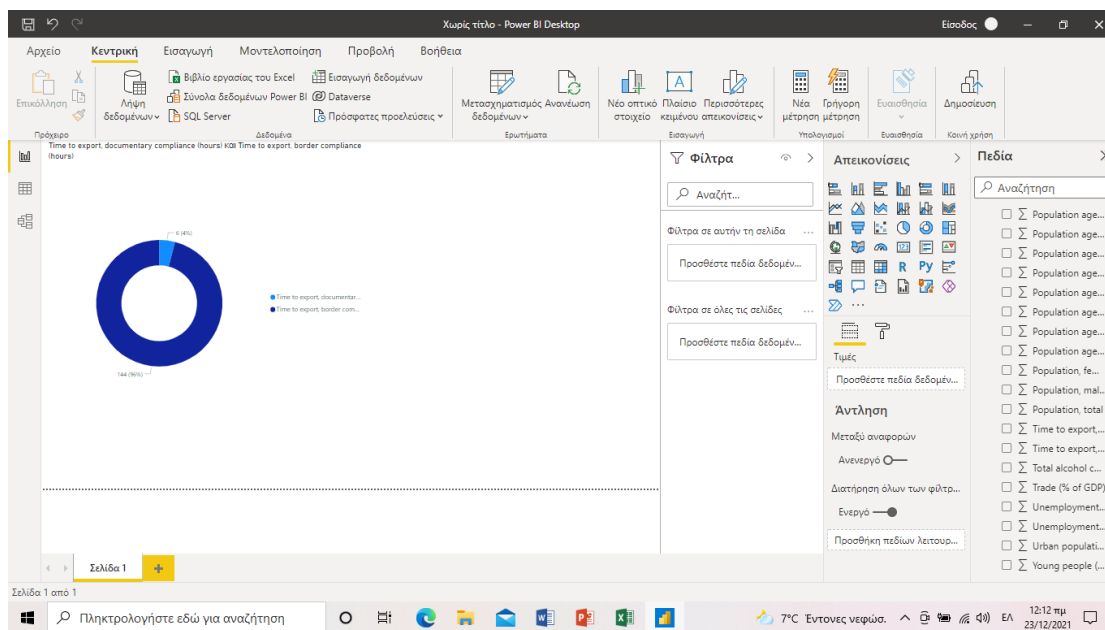 Χωρίς τίτλο - Power BI Desktop
Είσοδος
Αρχείο Κεντρική Εισαγωγή Μοντελοποίηση Προβολή Βοήθεια
Επικόλληση
Πρόχειρο
Λήψη δεδομένων
Βιβλίο εργασίας του Excel
Σύνολα δεδομένων Power BI
SQL Server
Εισαγωγή δεδομένων
Dataverse
Πρόσφατες προελεύσεις
Δεδομένα
Μετασχηματισμός δεδομένων
Ανανέωση
Ερωτήματα
Νέο οπτικό στοιχείο
Πλαίσιο κειμένου
Περισσότερες απεικονίσεις
Εισαγωγή
Νέα μέτρηση
Γρήγορη μέτρηση
Υπολογισμοί
Ευαισθησία
Ευαισθησία
Δημοσίευση
Κοινή χρήση
Time to export, documentary compliance (hours) και Time to export, border compliance
(hours)
6 (4%)
144 (96%)
Time to export, documentar...
Time to export, border com...
Φίλτρα
Αναζήτ...
Φίλτρα σε αυτήν τη σελίδα ...
Προσθέστε πεδία δεδομέν...
Φίλτρα σε όλες τις σελίδες ...
Προσθέστε πεδία δεδομέν...
Απεικονίσεις
123
R Py
Τιμές
Προσθέστε πεδία δεδομέν...
Άντληση
Μεταξύ αναφορών
Ανενεργό
Διατήρηση όλων των φίλτρ...
Ενεργό
Προσθήκη πεδίων λειτουρ...
Πεδία
Αναζήτηση
Population age...
Population age...
Population age...
Population age...
Population age...
Population age...
Population age...
Population age...
Population, fe...
Population, mal...
Population, total
Time to export,...
Time to export,...
Total alcohol c...
Trade (% of GDP)
Unemployment...
Unemployment...
Urban populati...
Young people (...
Σελίδα 1
Σελίδα 1 από 1
Πληκτρολογήστε εδώ για αναζήτηση
7°C Έντονες νεφώσ.
ΕΛ
12:12 πμ
23/12/2021